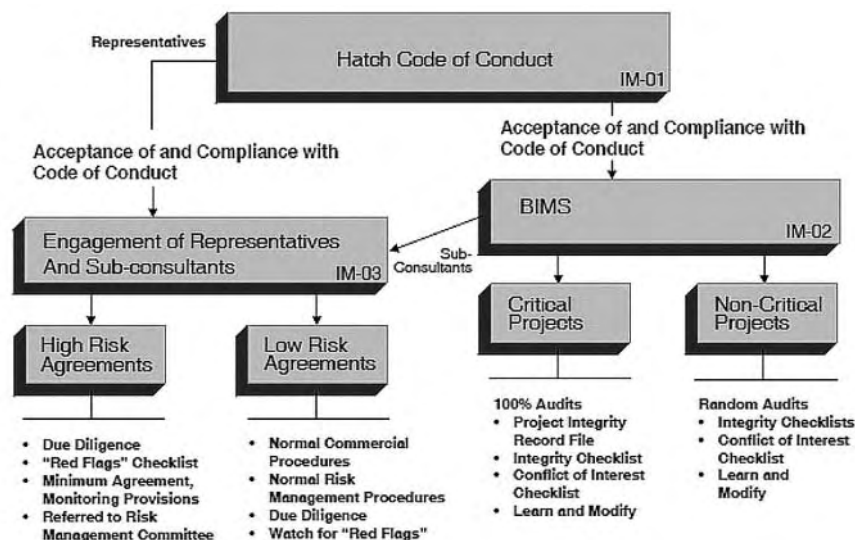 Representatives
Hatch Code of Conduct
IM-01
Acceptance of and Compliance with
Code of Conduct
Acceptance of and Compliance with
Code of Conduct
BIMS
IM-02
Engagement of Representatives
And Sub-consultants
IM-03
Sub-
Consultants
High Risk
Agreements
Low Risk
Agreements
Critical
Projects
Non-Critical
Projects
• Due Diligence
• “Red Flags” Checklist
• Minimum Agreement,
Monitoring Provisions
• Referred to Risk
Management Committee
• Normal Commercial
Procedures
• Normal Risk
Management Procedures
• Due Diligence
• Watch for “Red Flags”
100% Audits
• Project Integrity
Record File
• Integrity Checklist
• Conflict of Interest
Checklist
• Learn and Modify
Random Audits
• Integrity Checklists
• Conflict of Interest
Checklist
• Learn and
Modify